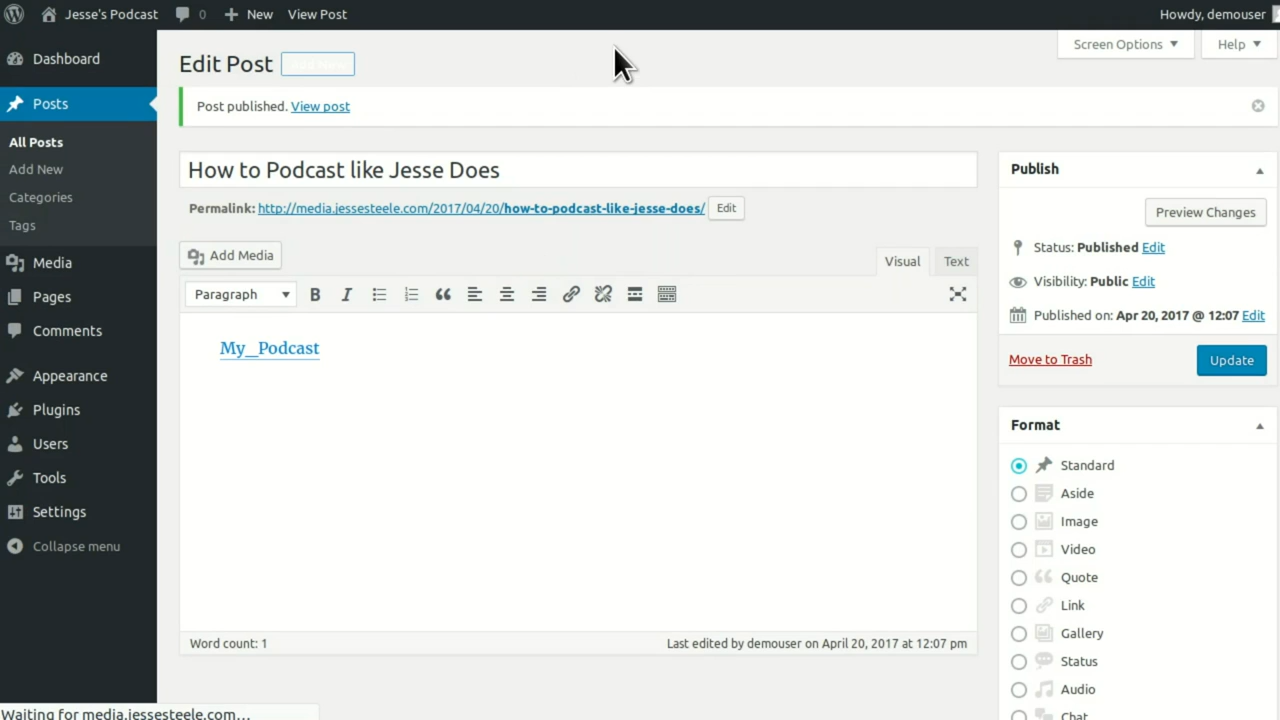 Jesse's Podcast 0 New View Post Howdy, demouser
Screen Options Help
Dashboard
Posts
All Posts
Add New
Categories
Tags
Media
Pages
Comments
Appearance
Plugins
Users
Tools
Settings
Collapse menu
Edit Post
Post published. View post
How to Podcast like Jesse Does
Permalink: http://media.jessesteele.com/2017/04/20/how-to-podcast-like-jesse-does/ Edit
Add Media
Visual Text
Paragraph B I
My_Podcast
Word count: 1 Last edited by demouser on April 20, 2017 at 12:07 pm
Publish
Preview Changes
Status: Published Edit
Visibility: Public Edit
Published on: Apr 20, 2017 @ 12:07 Edit
Move to Trash Update
Format
Standard
Aside
Image
Video
Quote
Link
Gallery
Status
Audio
Chat
Waiting for media.jessesteele.com...